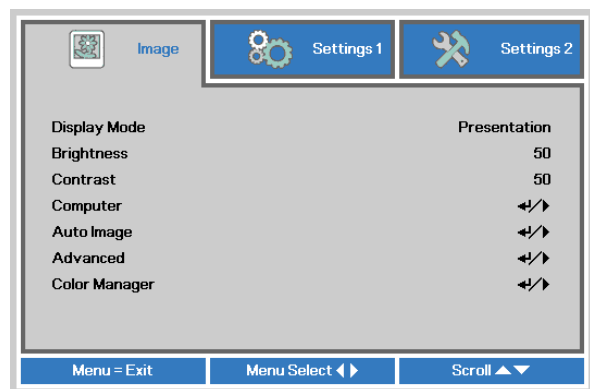 Image
Settings 1
Settings 2
Display Mode Presentation
Brightness 50
Contrast 50
Computer
Auto Image
Advanced
Color Manager
Menu = Exit Menu Select Scroll